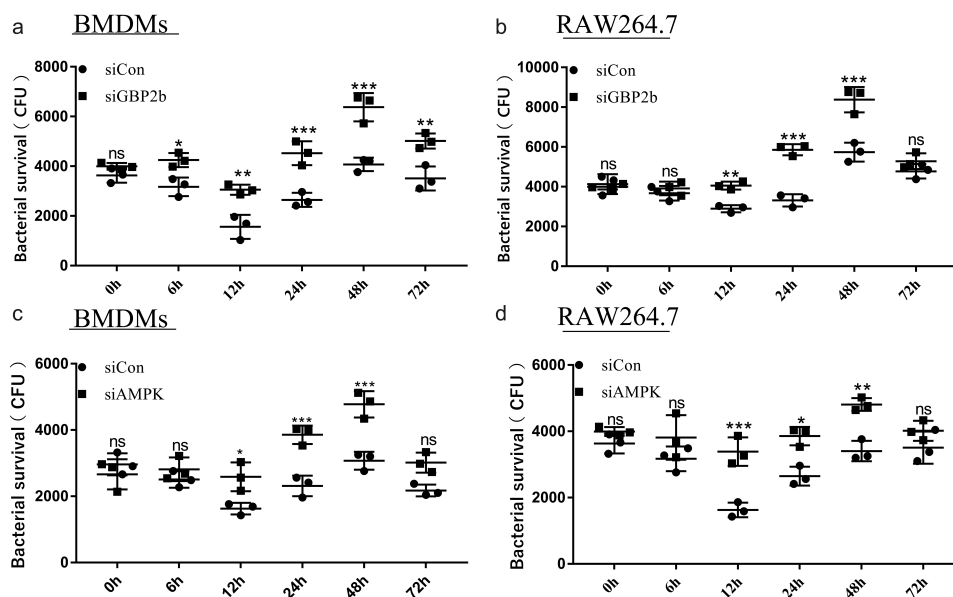 a
BMDMs
siCon
siGBP2b
Bacterial survival（CFU）
8000
6000
4000
2000
0
ns
*
**
***
***
**
0h
6h
12h
24h
48h
72h
b
RAW264.7
siCon
siGBP2b
Bacterial survival（CFU）
10000
8000
6000
4000
2000
0
ns
ns
**
***
***
ns
0h
6h
12h
24h
48h
72h
c
BMDMs
siCon
siAMPK
Bacterial survival（CFU）
6000
4000
2000
0
ns
ns
*
***
***
ns
0h
6h
12h
24h
48h
72h
d
RAW264.7
siCon
siAMPK
Bacterial survival（CFU）
6000
4000
2000
0
ns
ns
***
*
**
ns
0h
6h
12h
24h
48h
72h